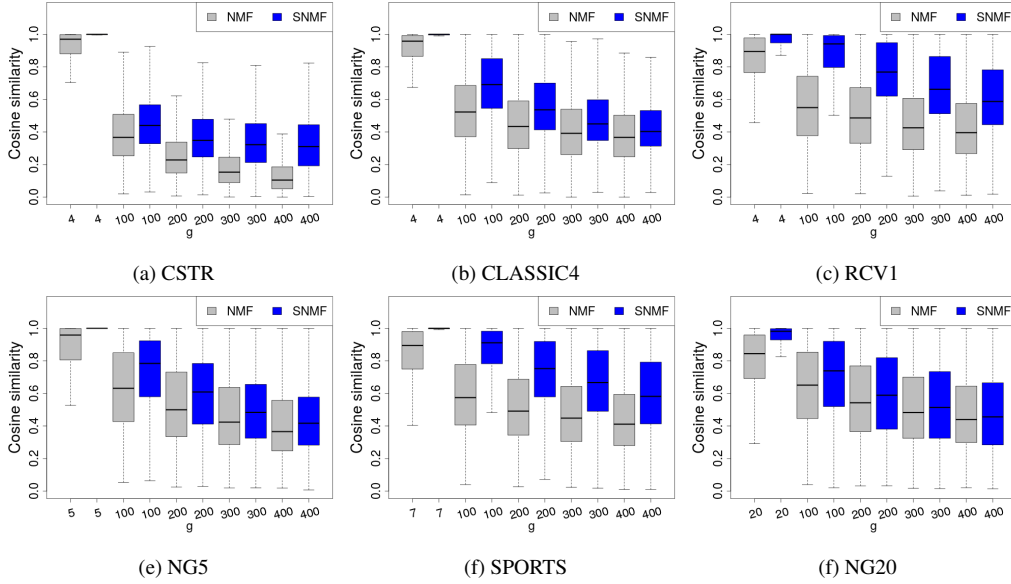 NMF SNMF
Cosine similarity
0.0 0.2 0.4 0.6 0.8 1.0
4 4 100 100 200 200 300 300 400 400
g
(a) CSTR
NMF SNMF
Cosine similarity
0.0 0.2 0.4 0.6 0.8 1.0
4 4 100 100 200 200 300 300 400 400
g
(b) CLASSIC4
NMF SNMF
Cosine similarity
0.0 0.2 0.4 0.6 0.8 1.0
4 4 100 100 200 200 300 300 400 400
g
(c) RCV1
NMF SNMF
Cosine similarity
0.0 0.2 0.4 0.6 0.8 1.0
5 5 100 100 200 200 300 300 400 400
g
(e) NG5
NMF SNMF
Cosine similarity
0.0 0.2 0.4 0.6 0.8 1.0
7 7 100 100 200 200 300 300 400 400
g
(f) SPORTS
NMF SNMF
Cosine similarity
0.0 0.2 0.4 0.6 0.8 1.0
20 20 100 100 200 200 300 300 400 400
g
(f) NG20